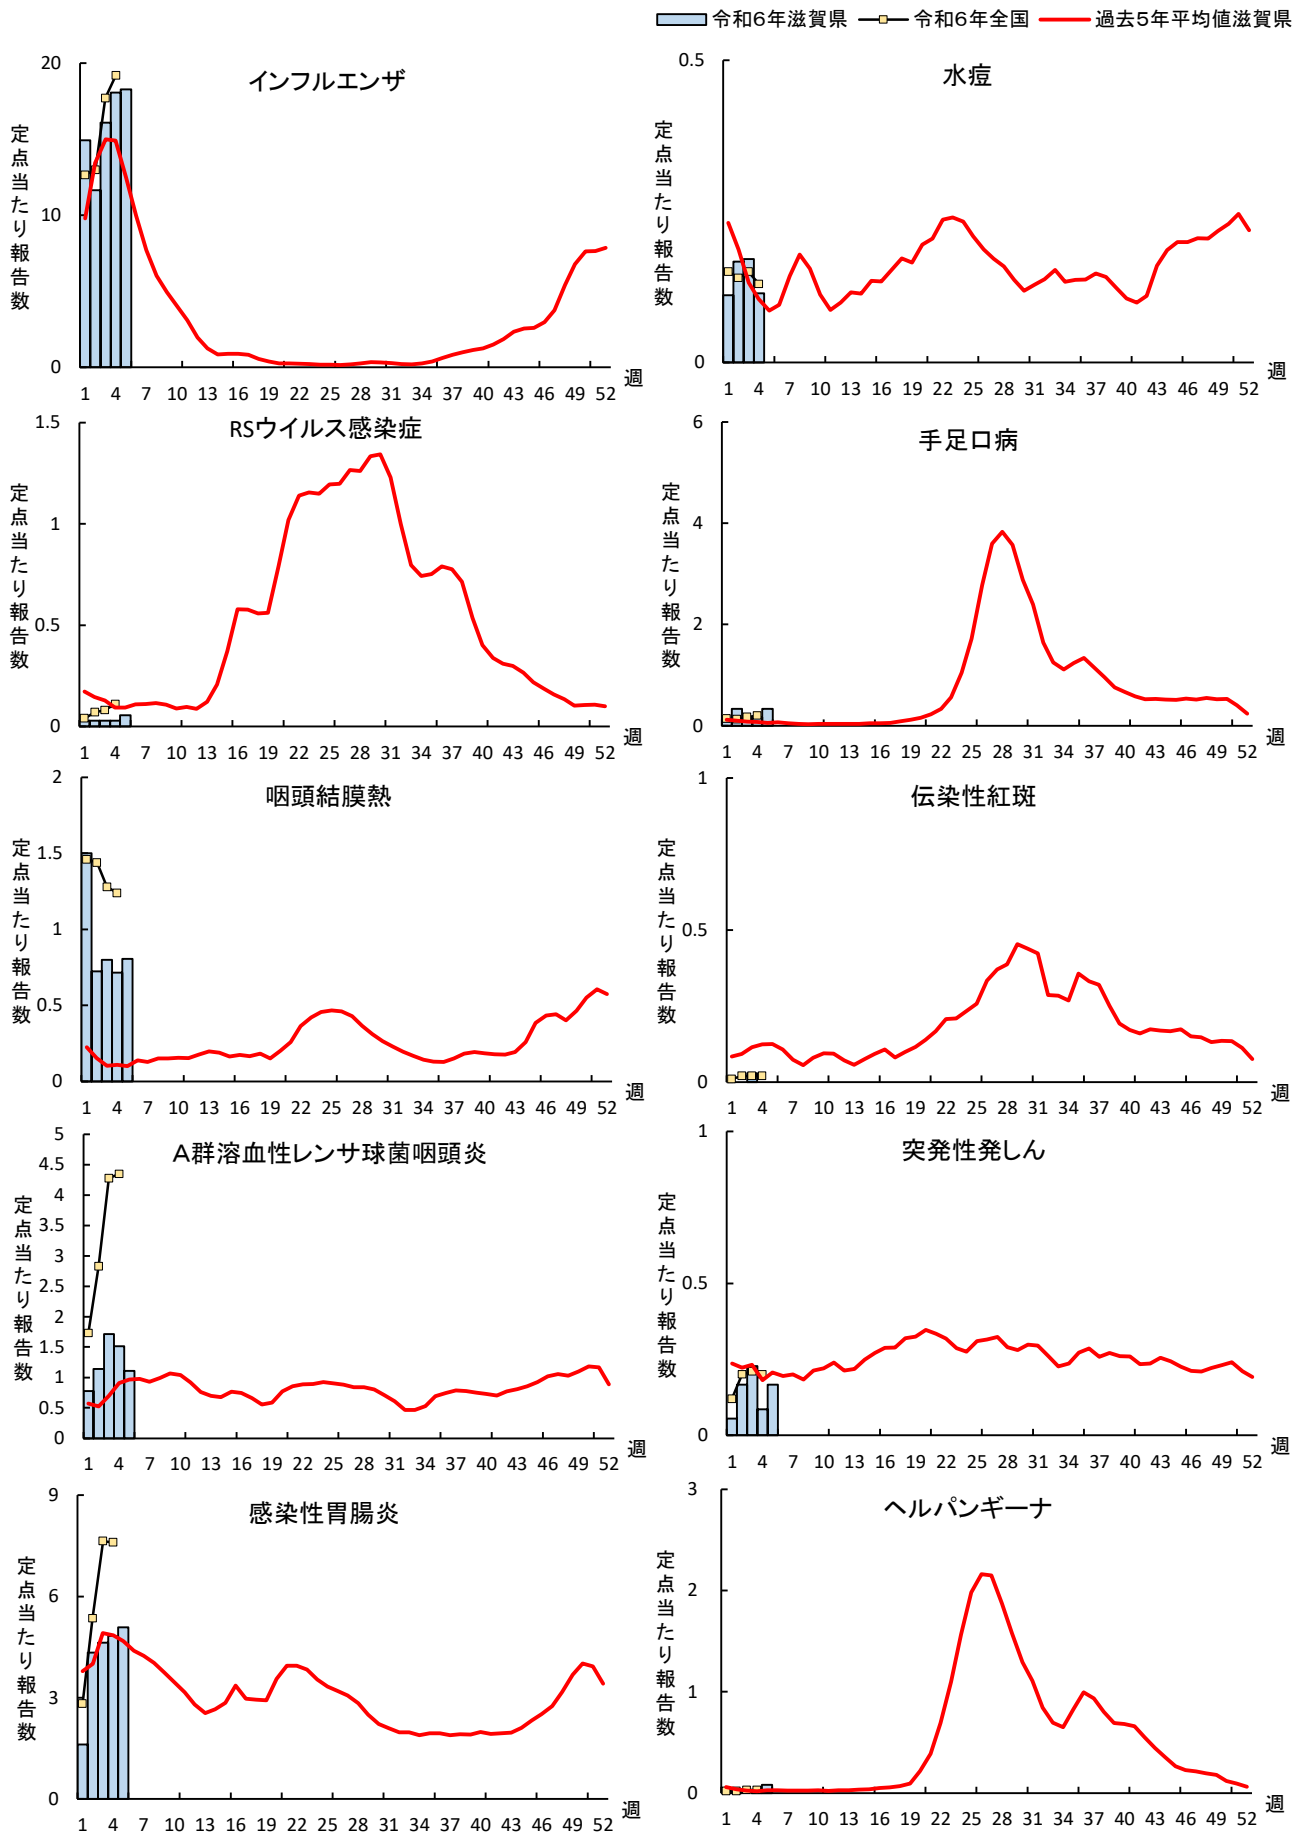 令和6年滋賀県 令和6年全国 過去5年平均値滋賀県
インフルエンザ
定点当たり報告数
20
10
0
1 4 7 10 13 16 19 22 25 28 31 34 37 40 43 46 49 52 週
水痘
定点当たり報告数
0.5
0
1 4 7 10 13 16 19 22 25 28 31 34 37 40 43 46 49 52 週
RSウイルス感染症
定点当たり報告数
1.5
1
0.5
0
1 4 7 10 13 16 19 22 25 28 31 34 37 40 43 46 49 52 週
手足口病
定点当たり報告数
6
4
2
0
1 4 7 10 13 16 19 22 25 28 31 34 37 40 43 46 49 52 週
咽頭結膜熱
定点当たり報告数
2
1.5
1
0.5
0
1 4 7 10 13 16 19 22 25 28 31 34 37 40 43 46 49 52 週
伝染性紅斑
定点当たり報告数
1
0.5
0
1 4 7 10 13 16 19 22 25 28 31 34 37 40 43 46 49 52 週
A群溶血性レンサ球菌咽頭炎
定点当たり報告数
5
4.5
4
3.5
3
2.5
2
1.5
1
0.5
0
1 4 7 10 13 16 19 22 25 28 31 34 37 40 43 46 49 52 週
突発性発しん
定点当たり報告数
1
0.5
0
1 4 7 10 13 16 19 22 25 28 31 34 37 40 43 46 49 52 週
感染性胃腸炎
定点当たり報告数
9
6
3
0
1 4 7 10 13 16 19 22 25 28 31 34 37 40 43 46 49 52 週
ヘルパンギーナ
定点当たり報告数
3
2
1
0
1 4 7 10 13 16 19 22 25 28 31 34 37 40 43 46 49 52 週